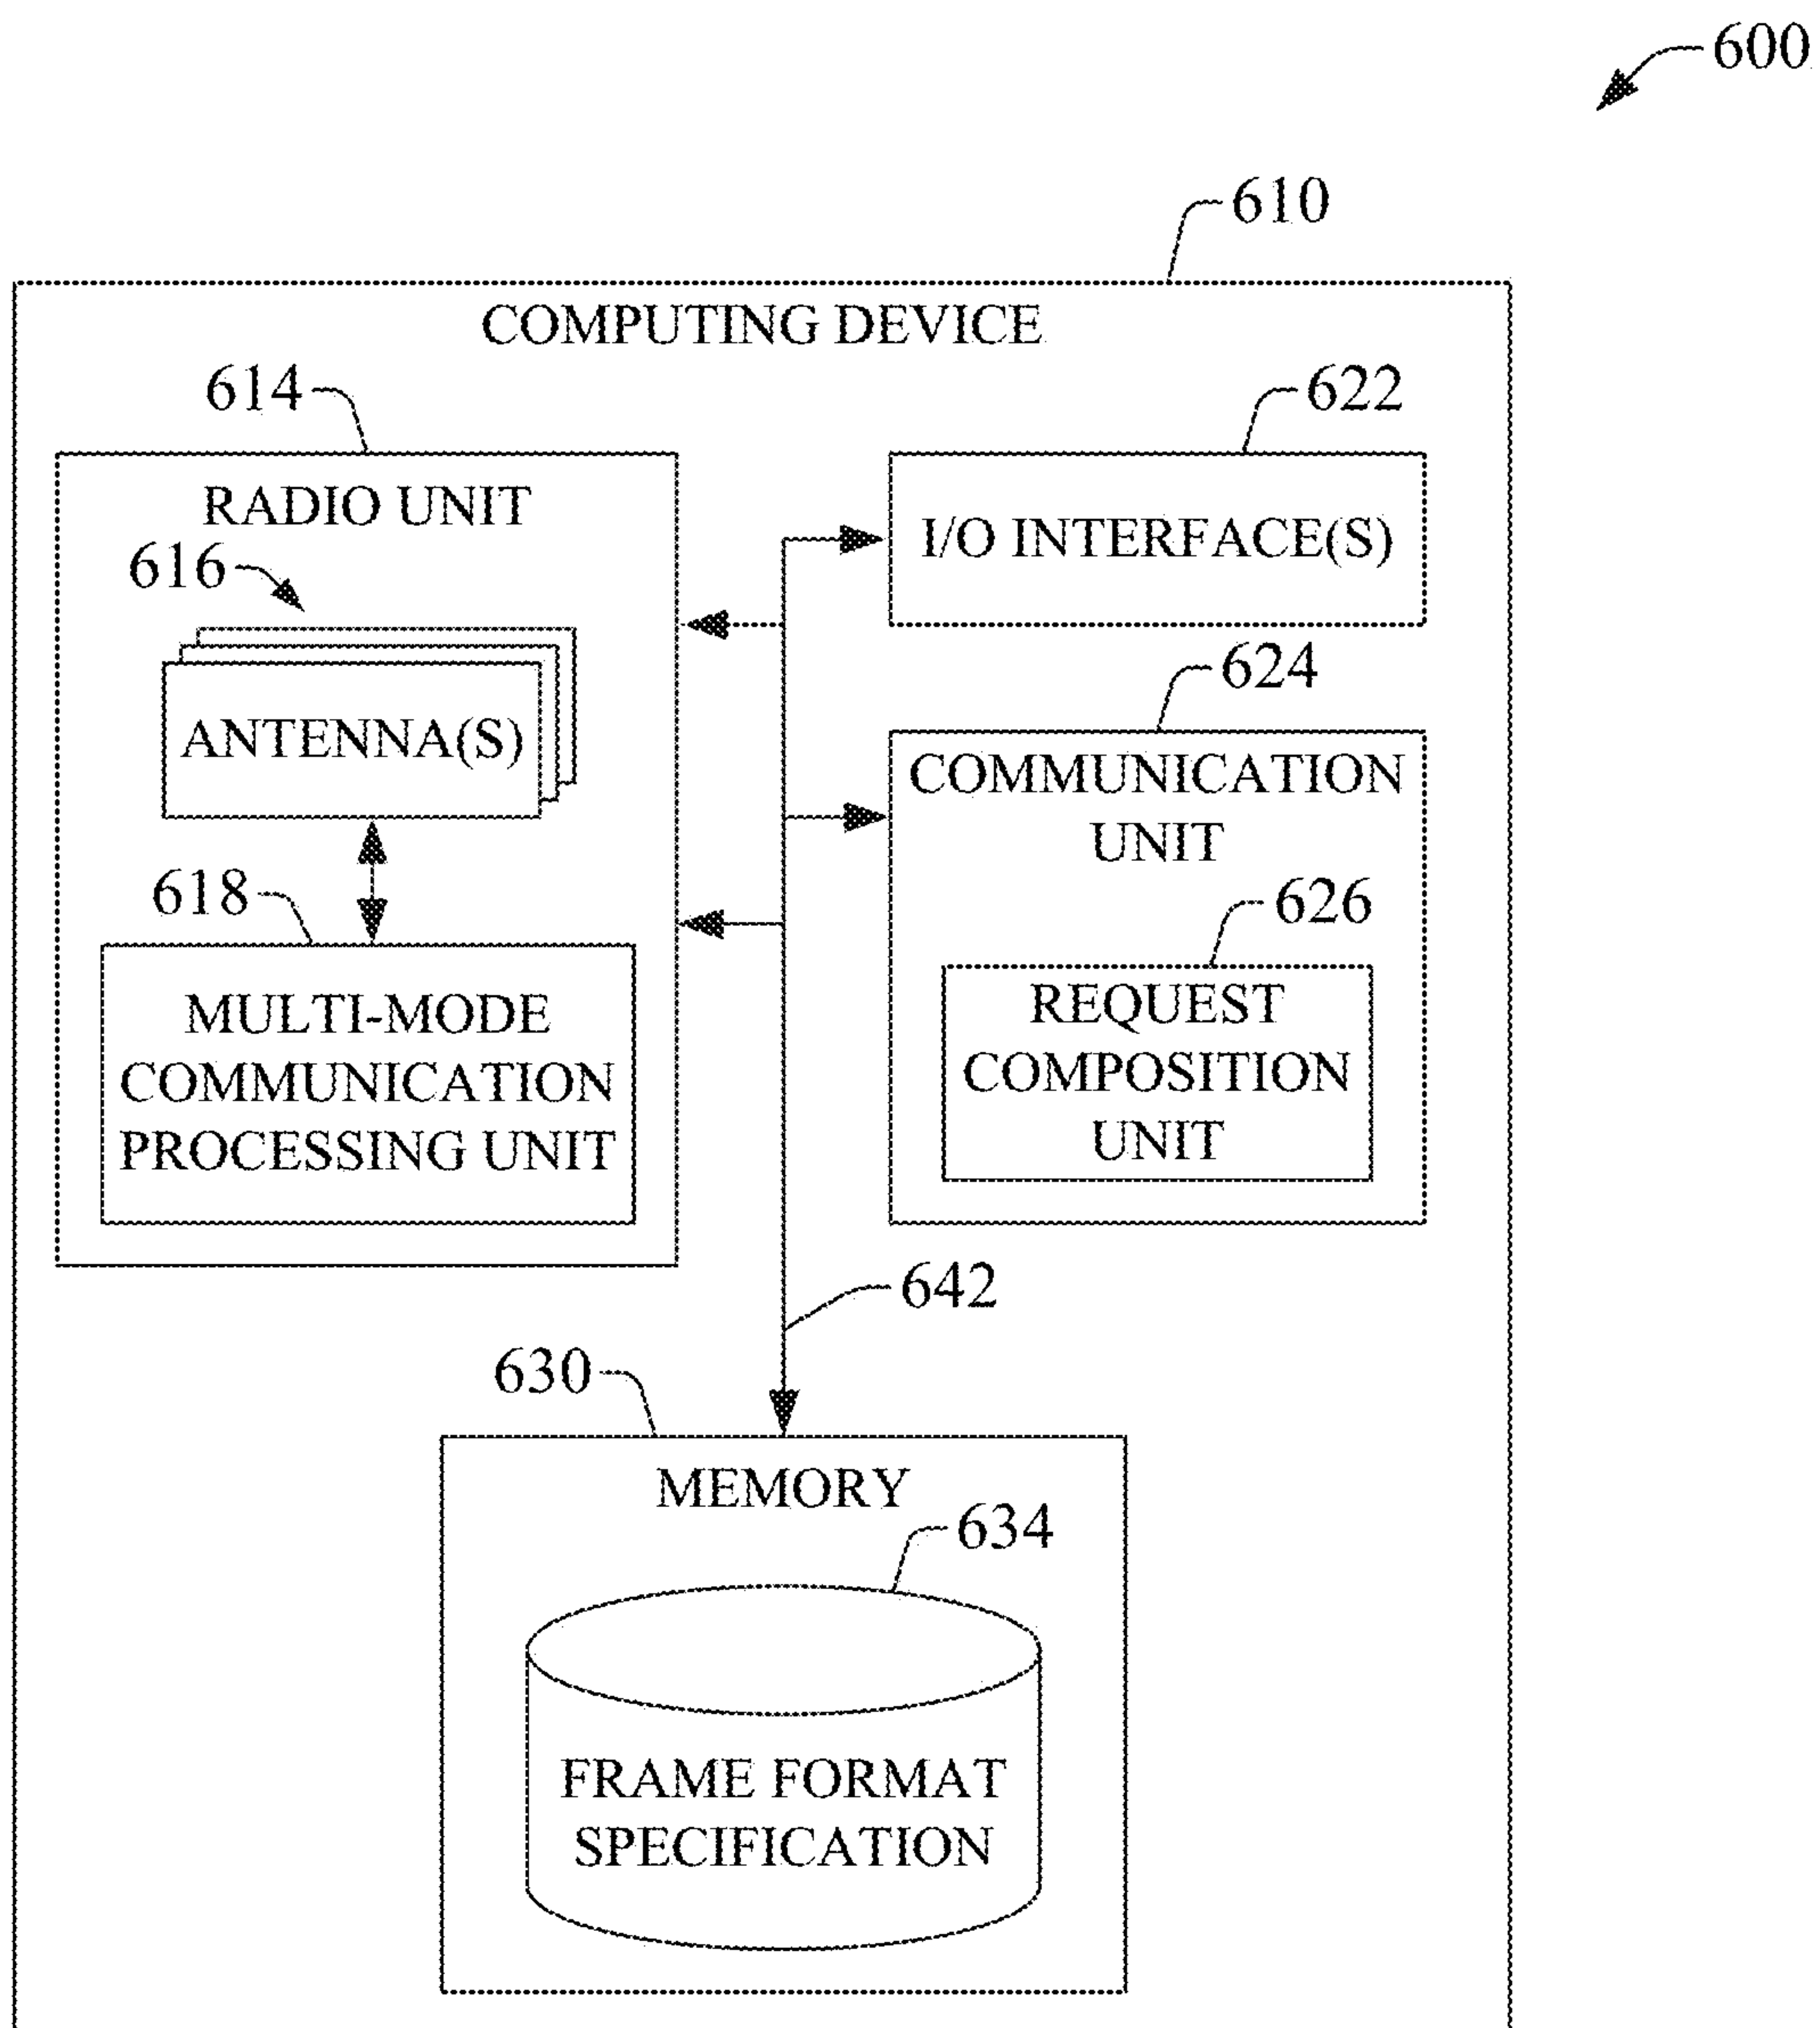 600
610
COMPUTING DEVICE
614
622
RADIO UNIT
I/O INTERFACE(S)
616
624
ANTENNA(S)
COMMUNICATION
UNIT
618
626
MULTI-MODE
COMMUNICATION
PROCESSING UNIT
REQUEST
COMPOSITION
UNIT
642
630
MEMORY
634
FRAME FORMAT
SPECIFICATION